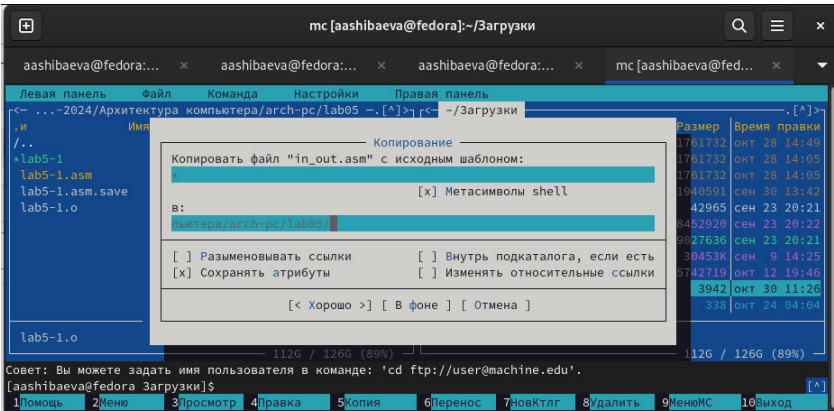 mc [aashibaeva@fedora]:~/Загрузки
aashibaeva@fedora:... × aashibaeva@fedora:... × aashibaeva@fedora:... × mc [aashibaeva@fed... ×
Левая панель Файл Команда Настройки Правая панель
<— ...-2024/Архитектура компьютера/arch-pc/lab05 —.[^]> <— ~/Загрузки .[^]>
.и Имя Размер Время правки
/.. 1761732 окт 28 14:49
*lab5-1 1761732 окт 28 14:05
lab5-1.asm 1761732 окт 28 14:05
lab5-1.asm.save 1940591 сен 30 13:42
lab5-1.o 42965 сен 23 20:21
8452920 сен 23 20:22
9027636 сен 23 20:21
30453K сен 9 14:25
5742719 окт 12 19:46
3942 окт 30 11:26
338 окт 24 04:04
Копирование
Копировать файл "in_out.asm" с исходным шаблоном:
*
[x] Метасимволы shell
в:
пьютера/arch-pc/lab05/
[ ] Разыменовывать ссылки [ ] Внутрь подкаталога, если есть
[x] Сохранять атрибуты [ ] Изменять относительные ссылки
[< Хорошо >] [ В фоне ] [ Отмена ]
lab5-1.o
112G / 126G (89%) 112G / 126G (89%)
Совет: Вы можете задать имя пользователя в команде: 'cd ftp://user@machine.edu'.
[aashibaeva@fedora Загрузки]$ [^]
1Помощь 2Меню 3Просмотр 4Правка 5Копия 6Перенос 7НовКтлг 8Удалить 9МенюМС 10Выход